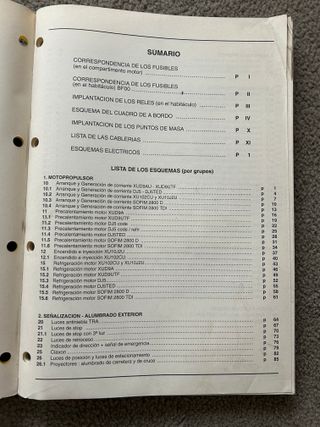 SUMARIO
CORRESPONDENCIA DE LOS FUSIBLES
(en el compartimento motor) P I
CORRESPONDENCIA DE LOS FUSIBLES
(en el habitáculo) BF00 P II
IMPLANTACION DE LOS RELES (en el habitáculo) P III
ESQUEMA DEL CUADRO DE A BORDO P IV
IMPLANTACION DE LOS PUNTOS DE MASA P X
LISTA DE LAS CABLERIAS P XI
ESQUEMAS ELECTRICOS P 1
LISTA DE LOS ESQUEMAS (por grupos)
1. MOTOPROPULSOR
10 Arranque y Generación de corriente XUD9AU - XUD9UTF p 1
10.1 Arranque y Generación de corriente DJ5 - DJ5TED p 4
10.2 Arranque y Generación de corriente XU10CU y XU10J2U p 7
10.3 Arranque y Generación de corriente SOFIM 2800 D p 10
10.4 Arranque y Generación de corriente SOFIM 2800 TDI p 13
11 Precalentamiento motor XUD9A p 16
11.1 Precalentamiento motor XUD9UTF p 19
11.2 Precalentamiento motor DJ5 code p 22
11.3 Precalentamiento motor DJ5 code / refri p 25
11.4 Precalentamiento motor DJ5TED p 28
11.5 Precalentamiento motor SOFIM 2800 D p 31
11.6 Precalentamiento motor SOFIM 2800 TDI p 34
12 Encendido e inyección XU10J2U p 37
12.1 Encendido e inyección XU10CU p 40
15 Refrigeración motor XU10CU y XU10J2U p 43
15.1 Refrigeración motor XUD9A p 46
15.2 Refrigeración motor XUD9UTF p 49
15.3 Refrigeración motor DJ5 p 52
15.4 Refrigeración motor DJ5TED p 55
15.5 Refrigeración motor SOFIM 2800 D p 58
15.6 Refrigeración motor SOFIM 2800 TDI p 61
2. SEÑALIZACION - ALUMBRADO EXTERIOR
20 Luces antiniebla TRA p 64
21 Luces de stop p 67
21.1 Luces de stop con 3ª luz p 70
22 Luces de retroceso p 73
23 Indicador de dirección + señal de emergencia p 76
25 Claxon p 79
26 Luces de posición y luces de estacionamiento p 82
26.1 Proyectores : alumbrado de carretera y de cruce p 85